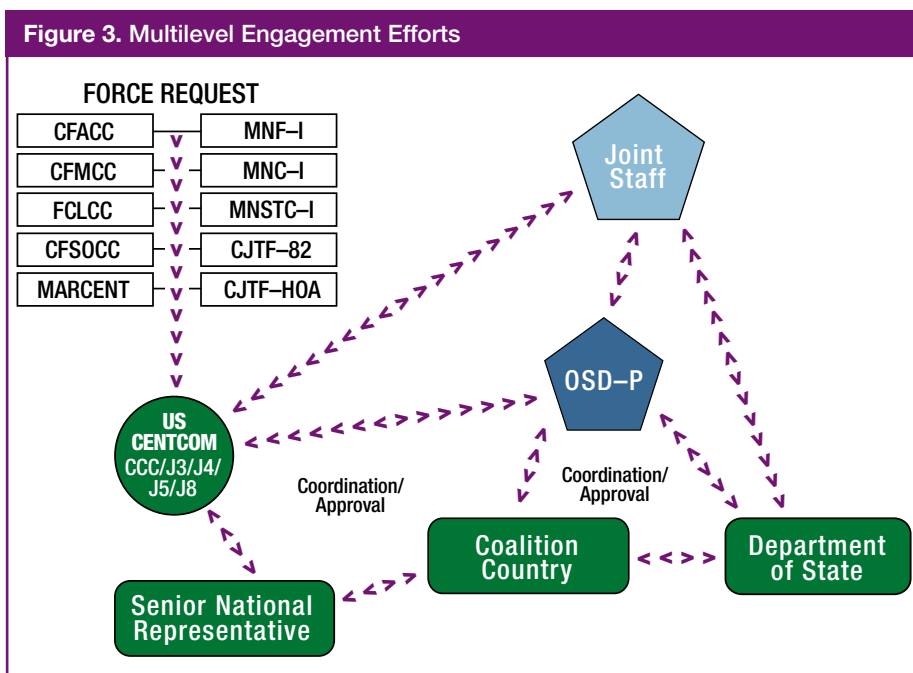 Figure 3. Multilevel Engagement Efforts
FORCE REQUEST
CFACC
MNF–I
CFMCC
MNC–I
FCLCC
MNSTC–I
CFSOCC
CJTF–82
MARCENT
CJTF–HOA
Joint
Staff
OSD–P
US
CENTCOM
CCC/J3/J4/
J5/J8
Coordination/
Approval
Coordination/
Approval
Coalition
Country
Department
of State
Senior National
Representative